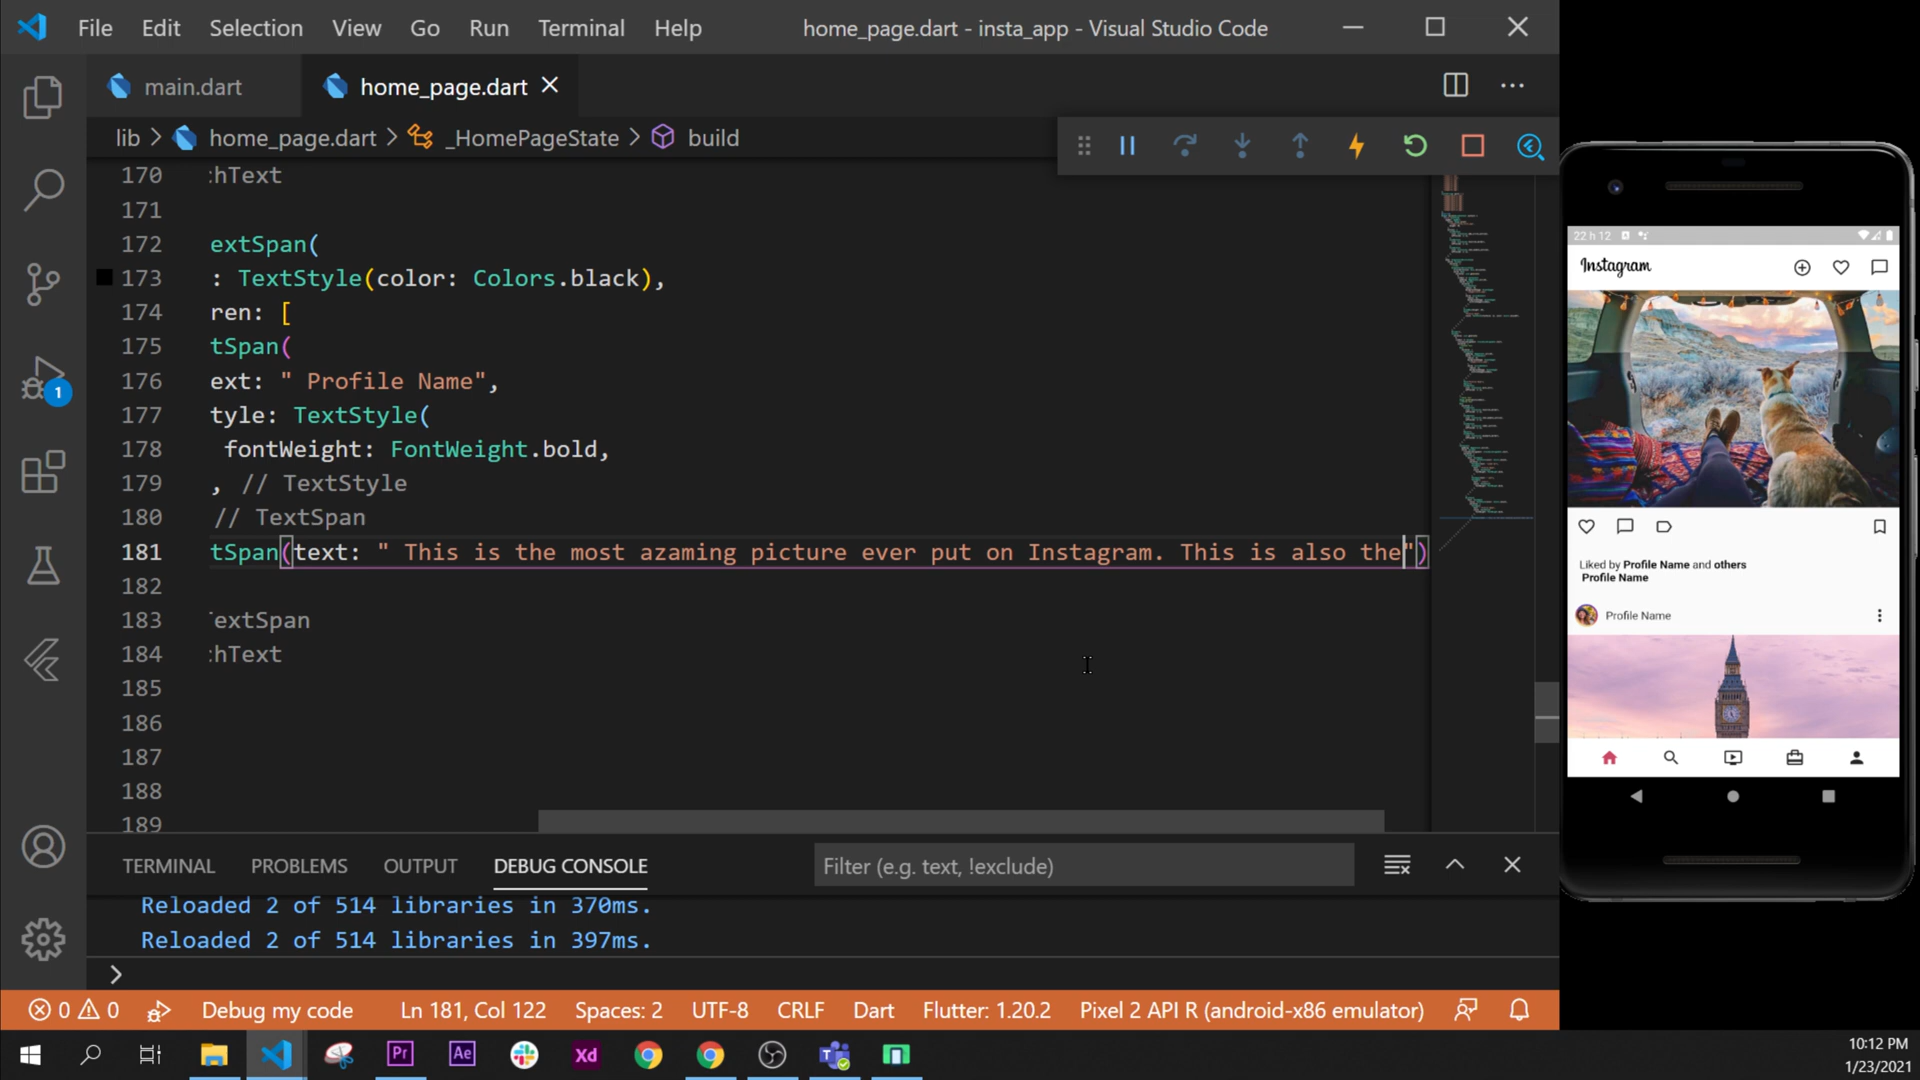 File Edit Selection View Go Run Terminal Help home_page.dart - insta_app - Visual Studio Code
main.dart home_page.dart
lib > home_page.dart > _HomePageState > build
170 :hText
171
172 extSpan(
173 : TextStyle(color: Colors.black),
174 ren: [
175 tSpan(
176 ext: " Profile Name",
177 tyle: TextStyle(
178 fontWeight: FontWeight.bold,
179 , // TextStyle
180 // TextSpan
181 tSpan(text: " This is the most azaming picture ever put on Instagram. This is also the")
182
183 extSpan
184 :hText
185
186
187
188
189
TERMINAL PROBLEMS OUTPUT DEBUG CONSOLE Filter (e.g. text, !exclude)
Reloaded 2 of 514 libraries in 370ms.
Reloaded 2 of 514 libraries in 397ms.
>
1
0 0 Debug my code Ln 181, Col 122 Spaces: 2 UTF-8 CRLF Dart Flutter: 1.20.2 Pixel 2 API R (android-x86 emulator)
Pr Ae Xd
10:12 PM
1/23/2021
22 h 12
Instagram
Liked by Profile Name and others
Profile Name
Profile Name